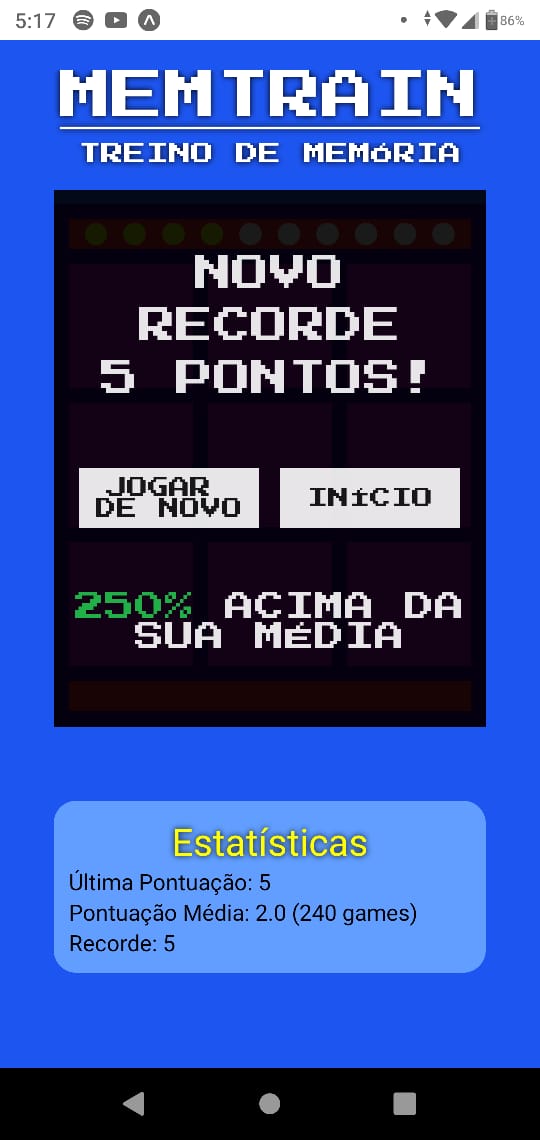 5:17
86%
MEMTRAIN
TREINO DE MEMóRIA
NOVO
RECORDE
5 PONTOS!
JOGAR
DE NOVO
INíCIO
250% ACIMA DA
SUA MéDIA
Estatísticas
Última Pontuação: 5
Pontuação Média: 2.0 (240 games)
Recorde: 5